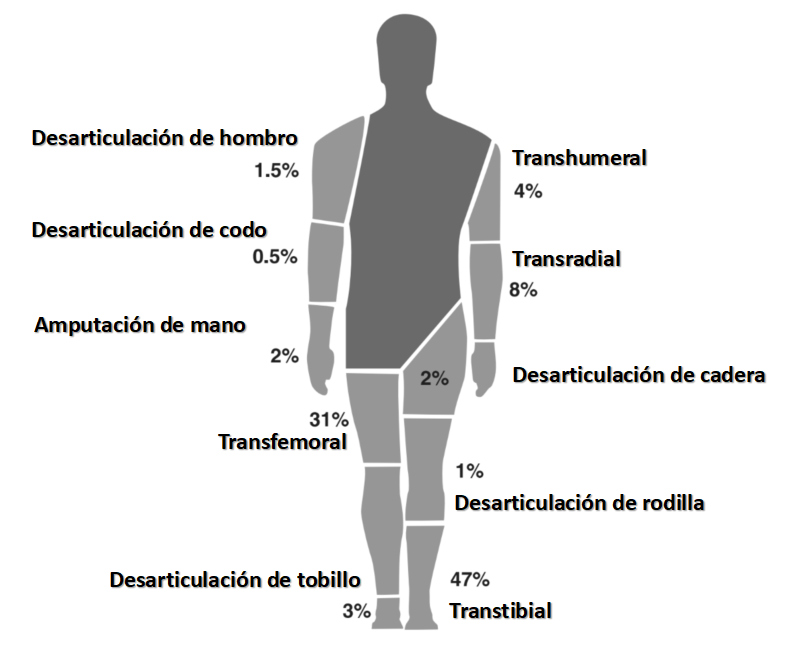 Desarticulación de hombro
1.5%
Transhumeral
4%
Desarticulación de codo
0.5%
Transradial
8%
Amputación de mano
2%
Desarticulación de cadera
2%
31%
Transfemoral
1%
Desarticulación de rodilla
Desarticulación de tobillo
3%
47%
Transtibial